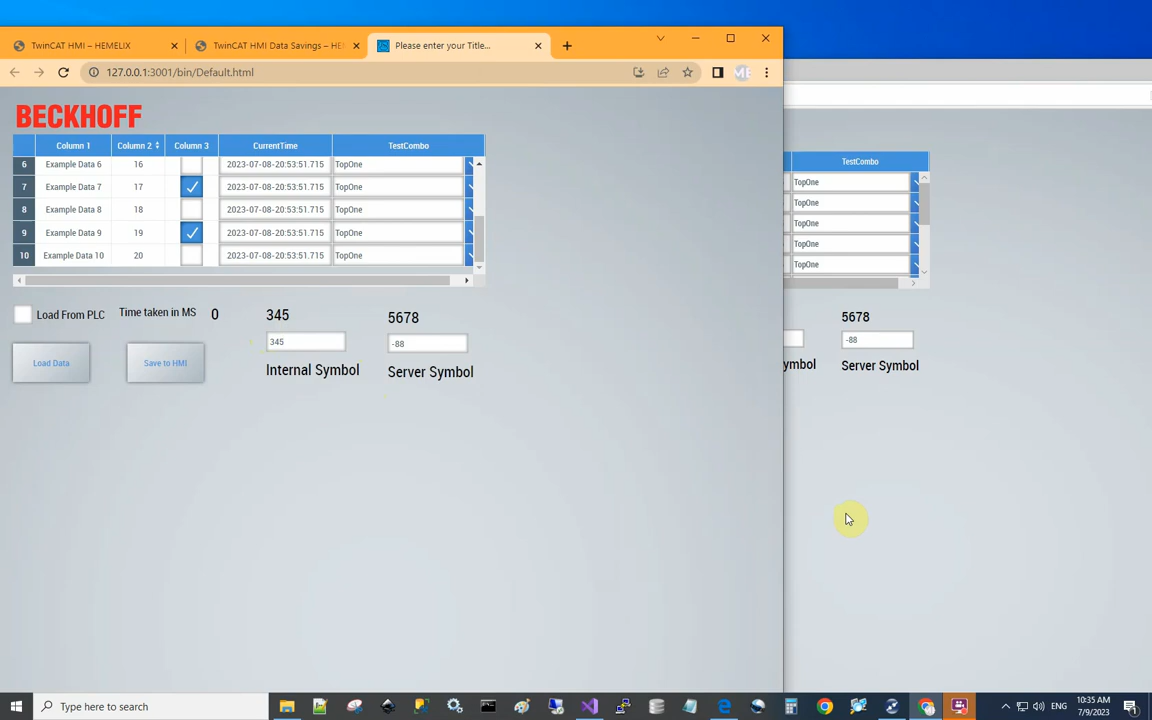 TwinCAT HMI – HEMELIX
TwinCAT HMI Data Savings – HE
Please enter your Title...
127.0.0.1:3001/bin/Default.html
BECKHOFF
Column 1 Column 2 Column 3 CurrentTime TestCombo
6 Example Data 6 16 2023-07-08-20:53:51.715 TopOne
7 Example Data 7 17 2023-07-08-20:53:51.715 TopOne
8 Example Data 8 18 2023-07-08-20:53:51.715 TopOne
9 Example Data 9 19 2023-07-08-20:53:51.715 TopOne
10 Example Data 10 20 2023-07-08-20:53:51.715 TopOne
Load From PLC Time taken in MS 0 345 5678
345 -88
Load Data Save to HMI Internal Symbol Server Symbol
TestCombo
TopOne
TopOne
TopOne
TopOne
TopOne
5678
-88
ymbol Server Symbol
Type here to search
ENG
10:35 AM
7/9/2023
1